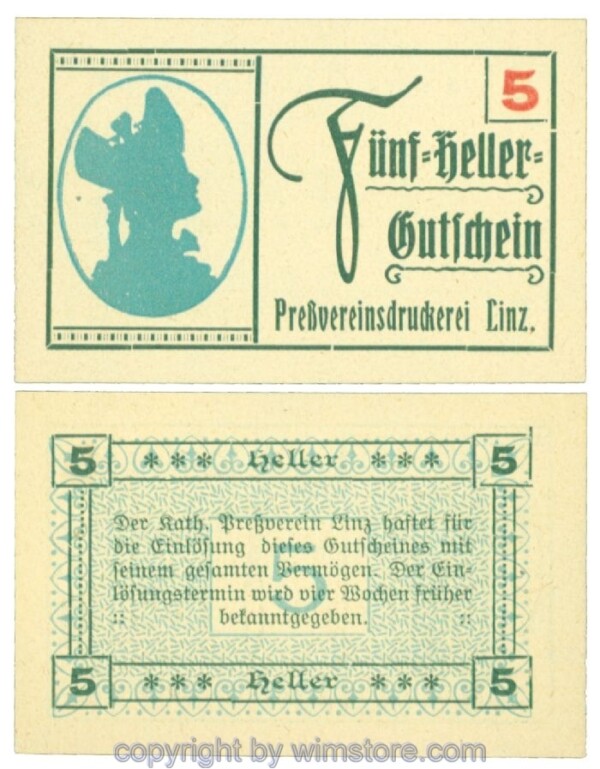 5
Fünf-Heller-
Gutschein
Preßvereinsdruckerei Linz.
5 *** Heller *** 5
Der Kath. Preßverein Linz haftet für
die Einlösung dieses Gutscheines mit
seinem gesamten Vermögen. Der Ein-
lösungstermin wird vier Wochen früher
:: bekanntgegeben. ::
5
5 *** Heller *** 5
copyright by wimstore.com